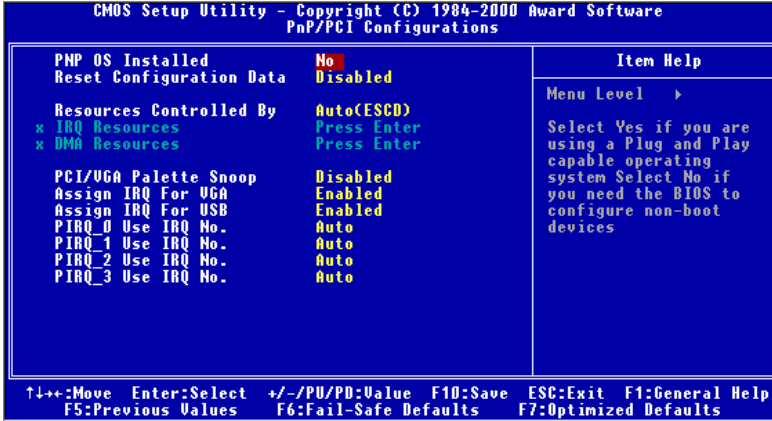 CMOS Setup Utility - Copyright (C) 1984-2000 Award Software
PnP/PCI Configurations
PNP OS Installed No
Reset Configuration Data Disabled
Resources Controlled By Auto(ESCD)
x IRQ Resources Press Enter
x DMA Resources Press Enter
PCI/VGA Palette Snoop Disabled
Assign IRQ For VGA Enabled
Assign IRQ For USB Enabled
PIRQ_0 Use IRQ No. Auto
PIRQ_1 Use IRQ No. Auto
PIRQ_2 Use IRQ No. Auto
PIRQ_3 Use IRQ No. Auto
Item Help
Menu Level ▸
Select Yes if you are
using a Plug and Play
capable operating
system Select No if
you need the BIOS to
configure non-boot
devices
↑↓→←:Move Enter:Select +/-/PU/PD:Value F10:Save ESC:Exit F1:General Help
F5:Previous Values F6:Fail-Safe Defaults F7:Optimized Defaults